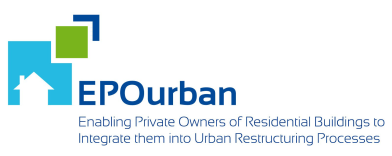 EPOurban
Enabling Private Owners of Residential Buildings to
Integrate them into Urban Restructuring Processes